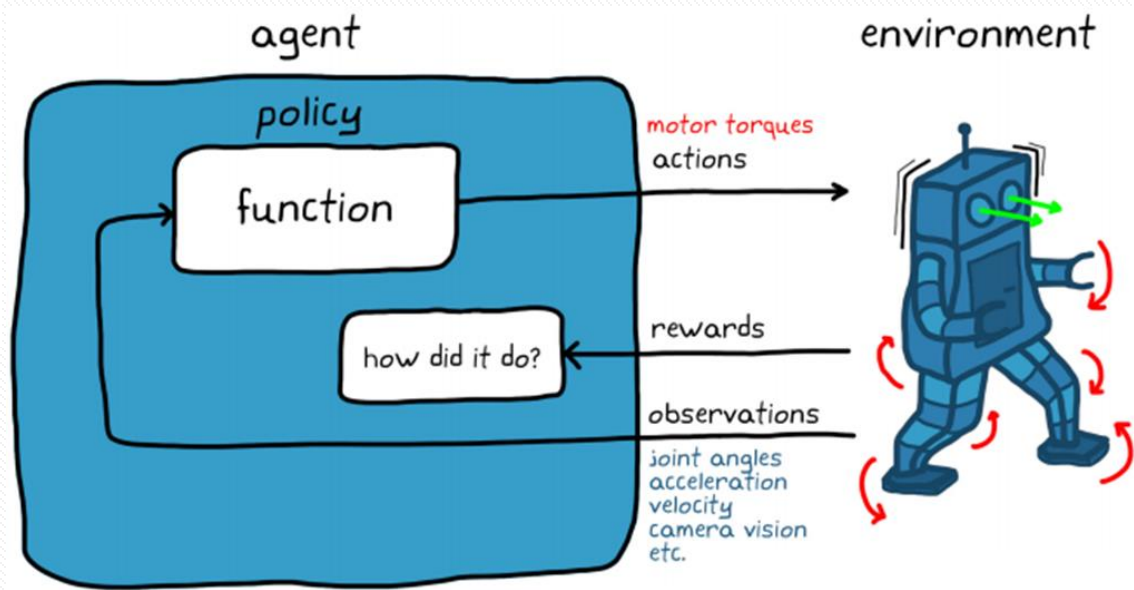 agent
environment
policy
function
motor torques
actions
rewards
how did it do?
observations
joint angles
acceleration
velocity
camera vision
etc.